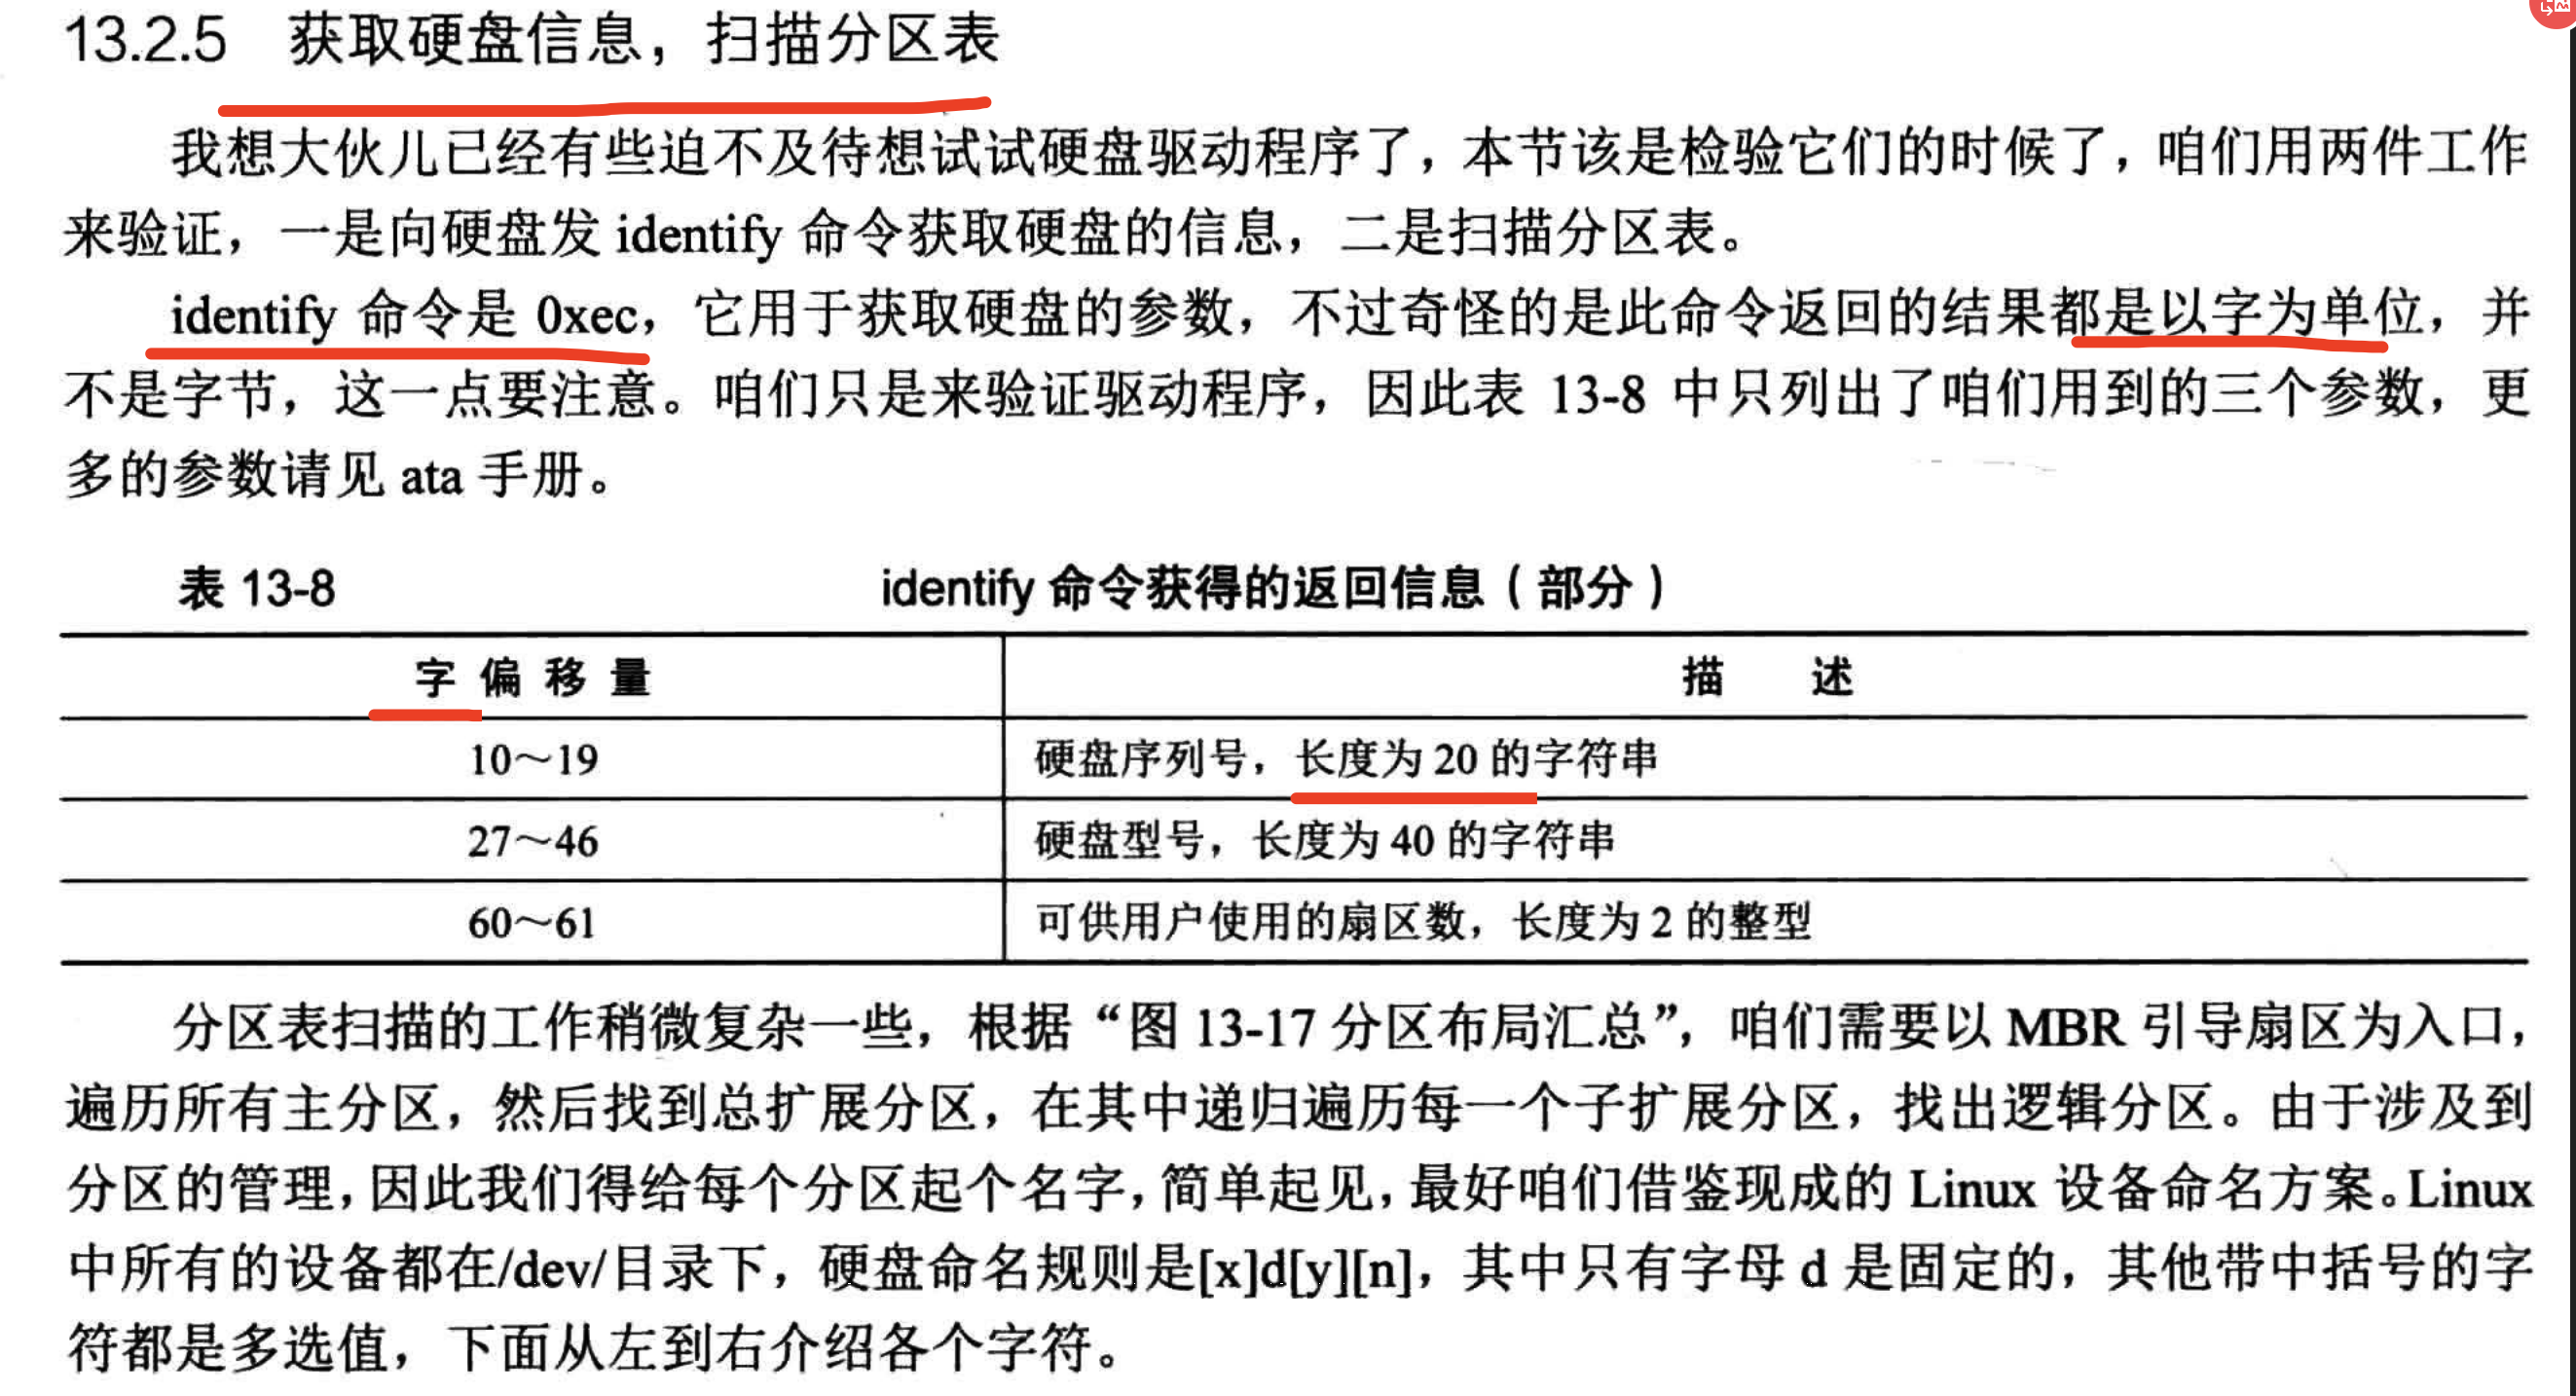 13.2.5 获取硬盘信息，扫描分区表
我想大伙儿已经有些迫不及待想试试硬盘驱动程序了，本节该是检验它们的时候了，咱们用两件工作
来验证，一是向硬盘发 identify 命令获取硬盘的信息，二是扫描分区表。
identify 命令是 0xec，它用于获取硬盘的参数，不过奇怪的是此命令返回的结果都是以字为单位，并
不是字节，这一点要注意。咱们只是来验证驱动程序，因此表 13-8 中只列出了咱们用到的三个参数，更
多的参数请见 ata 手册。
表 13-8 identify 命令获得的返回信息（部分）
字偏移量 描述
10～19 硬盘序列号，长度为 20 的字符串
27～46 硬盘型号，长度为 40 的字符串
60～61 可供用户使用的扇区数，长度为 2 的整型
分区表扫描的工作稍微复杂一些，根据“图 13-17 分区布局汇总”，咱们需要以 MBR 引导扇区为入口，
遍历所有主分区，然后找到总扩展分区，在其中递归遍历每一个子扩展分区，找出逻辑分区。由于涉及到
分区的管理，因此我们得给每个分区起个名字，简单起见，最好咱们借鉴现成的 Linux 设备命名方案。Linux
中所有的设备都在/dev/目录下，硬盘命名规则是[x]d[y][n]，其中只有字母 d 是固定的，其他带中括号的字
符都是多选值，下面从左到右介绍各个字符。